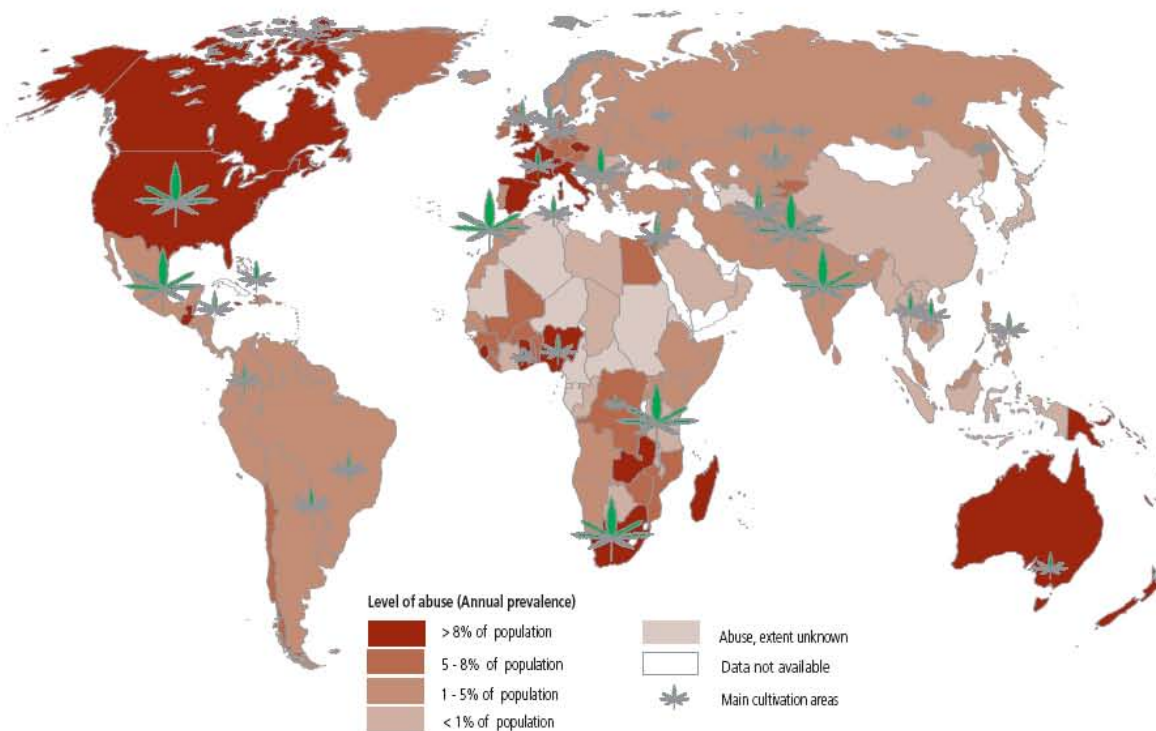 Level of abuse (Annual prevalence)
> 8% of population
5 - 8% of population
1 - 5% of population
< 1% of population
Abuse, extent unknown
Data not available
Main cultivation areas